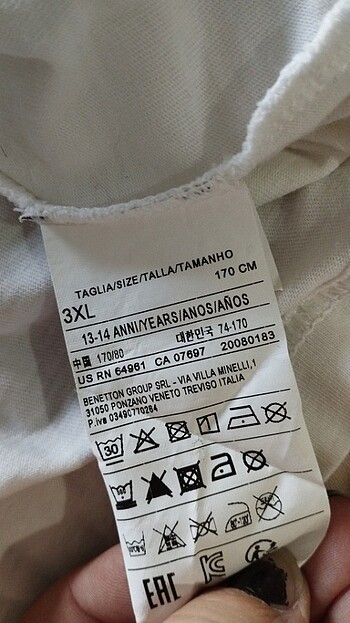 TAGLIA/SIZE/TALLA/TAMANHO
3XL 170 CM
13-14 ANNI/YEARS/ANOS/AÑOS
中国 170/80 대한민국 74-170
US RN 64961 CA 07697 20080183
BENETTON GROUP SRL - VIA VILLA MINELLI,1
31050 PONZANO VENETO TREVISO ITALIA
P.iva 03490770264
30
EAC